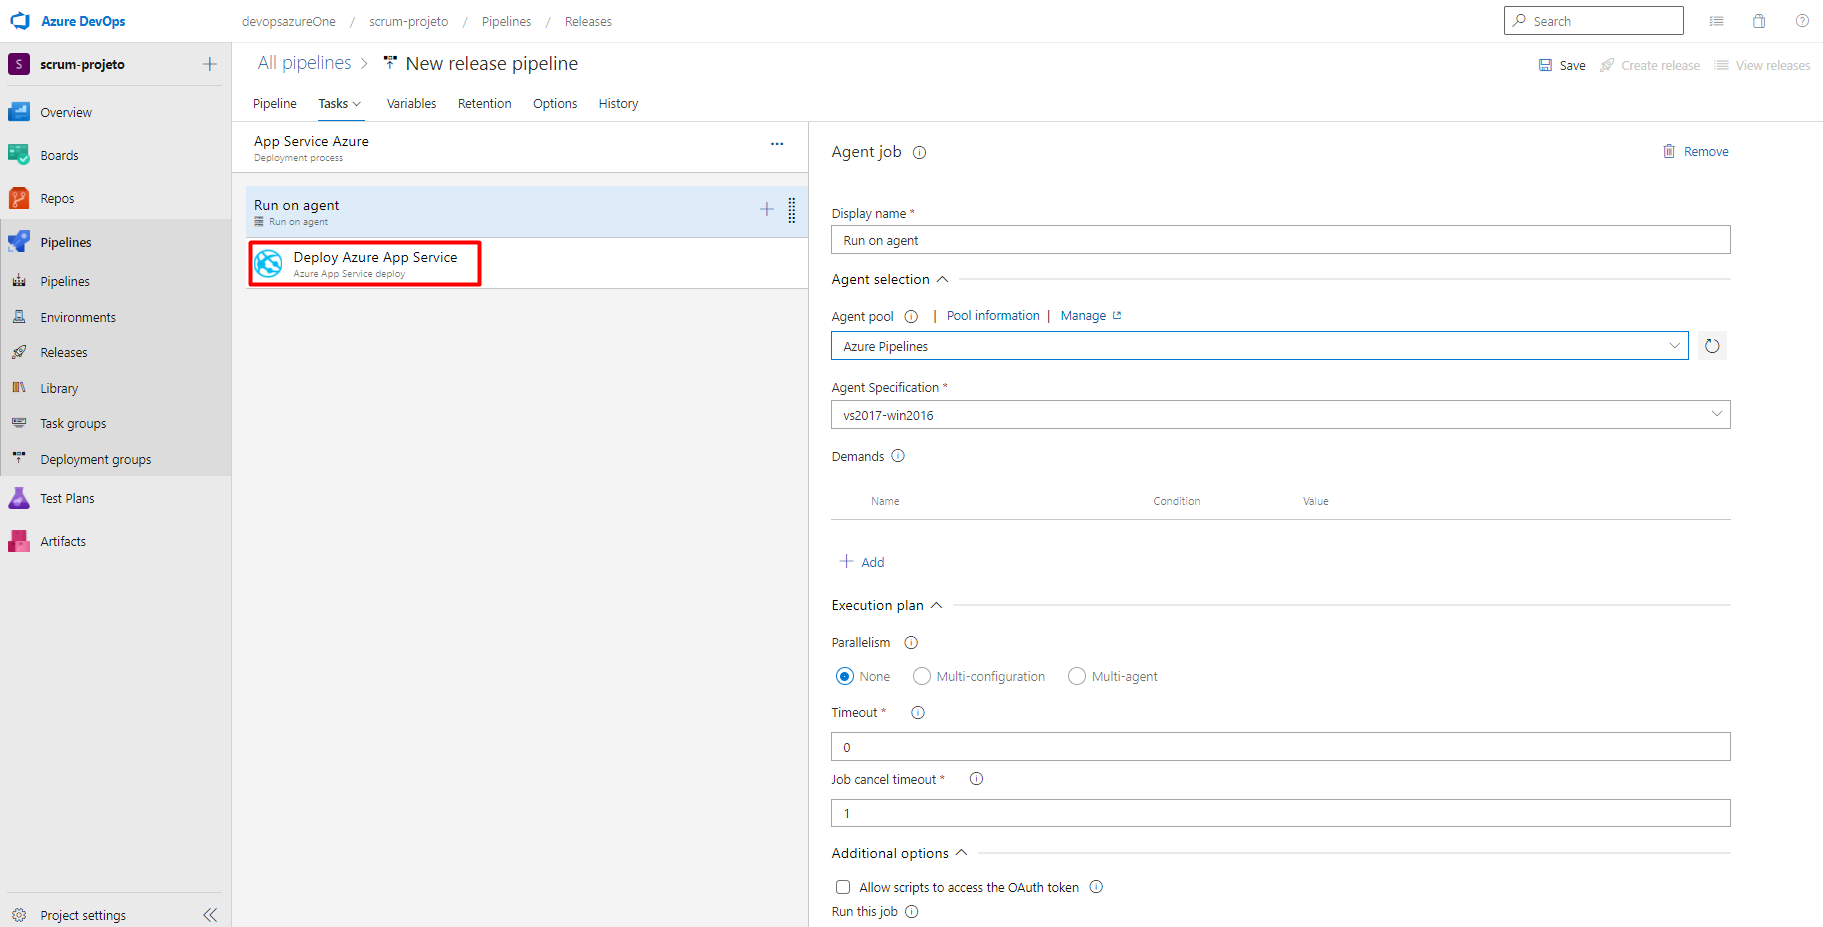 Azure DevOps
devopsazureOne / scrum-projeto / Pipelines / Releases
Search
S scrum-projeto
Overview
Boards
Repos
Pipelines
Pipelines
Environments
Releases
Library
Task groups
Deployment groups
Test Plans
Artifacts
Project settings
All pipelines > New release pipeline
Save Create release View releases
Pipeline Tasks Variables Retention Options History
App Service Azure
Deployment process
Run on agent
Run on agent
Deploy Azure App Service
Azure App Service deploy
Agent job
Remove
Display name *
Run on agent
Agent selection
Agent pool | Pool information | Manage
Azure Pipelines
Agent Specification *
vs2017-win2016
Demands
Name Condition Value
Add
Execution plan
Parallelism
None Multi-configuration Multi-agent
Timeout *
0
Job cancel timeout *
1
Additional options
Allow scripts to access the OAuth token
Run this job